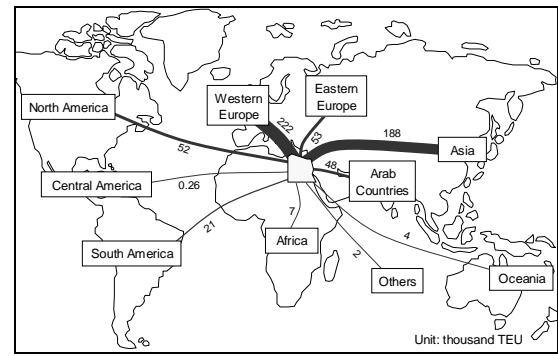 North America
Western
Europe
Eastern
Europe
222
53
188
Asia
52
48
Arab
Countries
Central America
0.26
7
21
4
South America
Africa
2
Others
Oceania
Unit: thousand TEU